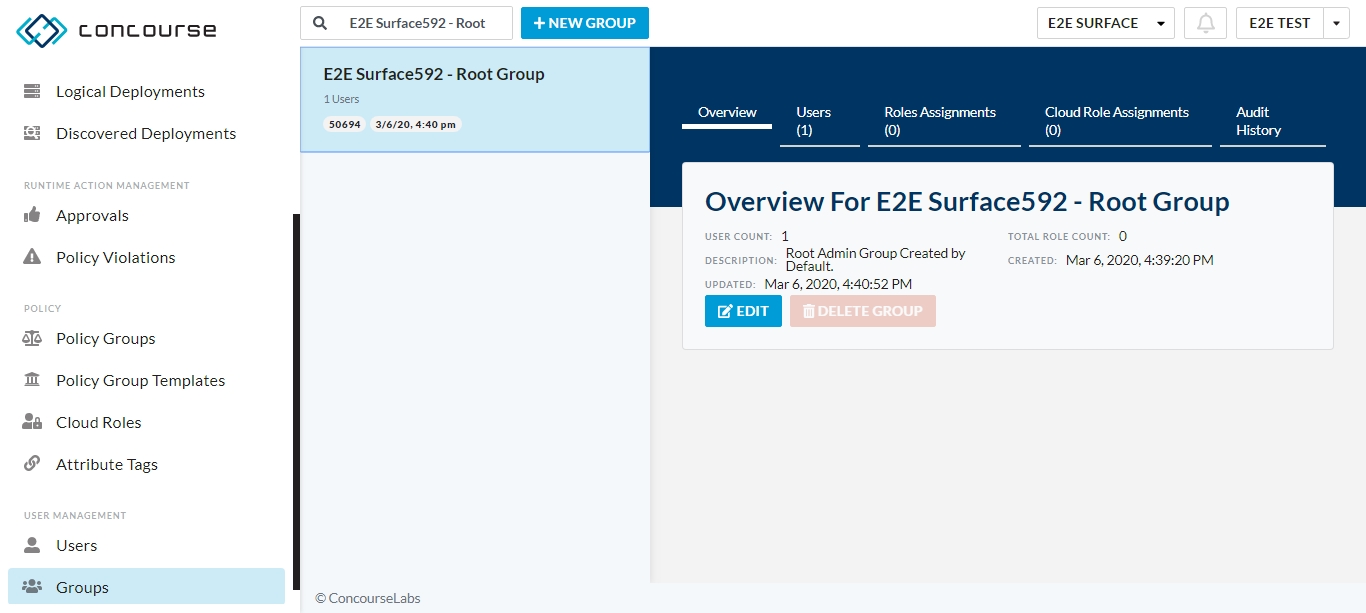 concourse
Logical Deployments
Discovered Deployments
RUNTIME ACTION MANAGEMENT
Approvals
Policy Violations
POLICY
Policy Groups
Policy Group Templates
Cloud Roles
Attribute Tags
USER MANAGEMENT
Users
Groups
E2E Surface592 - Root
NEW GROUP
E2E SURFACE
E2E TEST
E2E Surface592 - Root Group
1 Users
50694 3/6/20, 4:40 pm
Overview
Users
(1)
Roles Assignments
(0)
Cloud Role Assignments
(0)
Audit
History
Overview For E2E Surface592 - Root Group
USER COUNT: 1
TOTAL ROLE COUNT: 0
DESCRIPTION: Root Admin Group Created by
Default.
CREATED: Mar 6, 2020, 4:39:20 PM
UPDATED: Mar 6, 2020, 4:40:52 PM
EDIT
DELETE GROUP
© ConcourseLabs